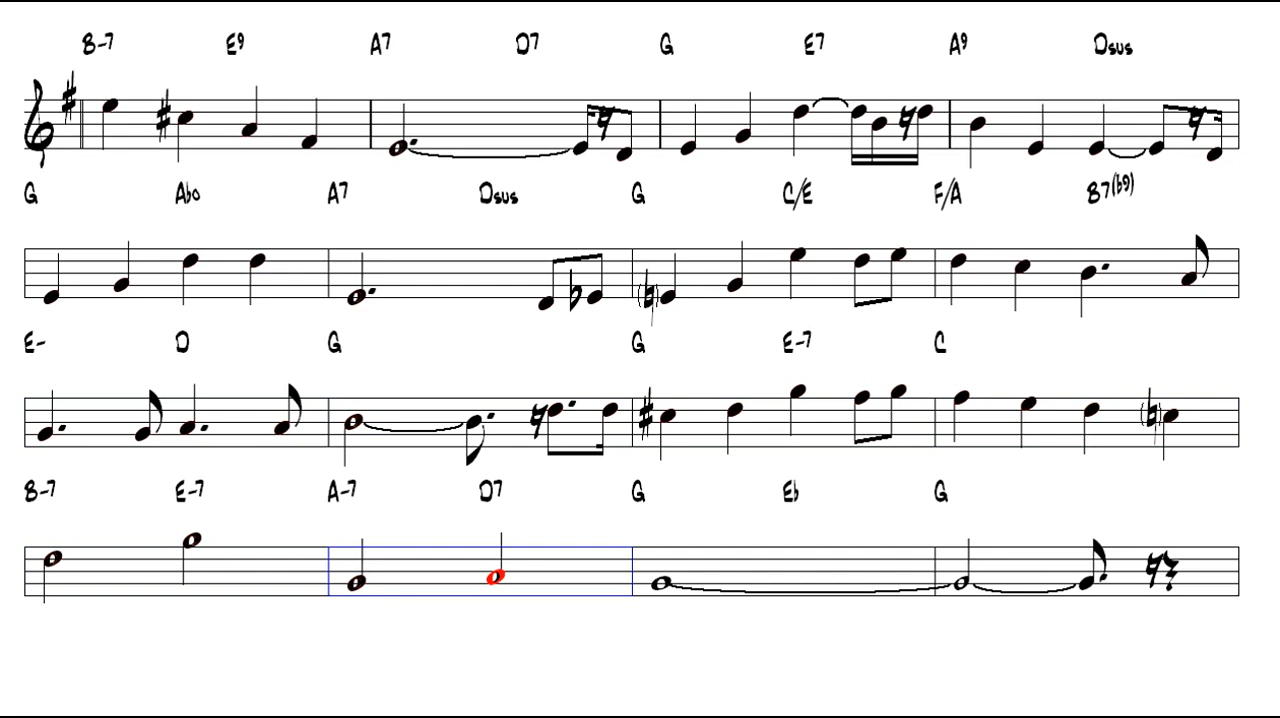 B-7 E9 A7 D7 G E7 A9 Dsus
G Abo A7 Dsus G C/E F/A B7(b9)
E- D G G E-7 C
B-7 E-7 A-7 D7 G Eb G